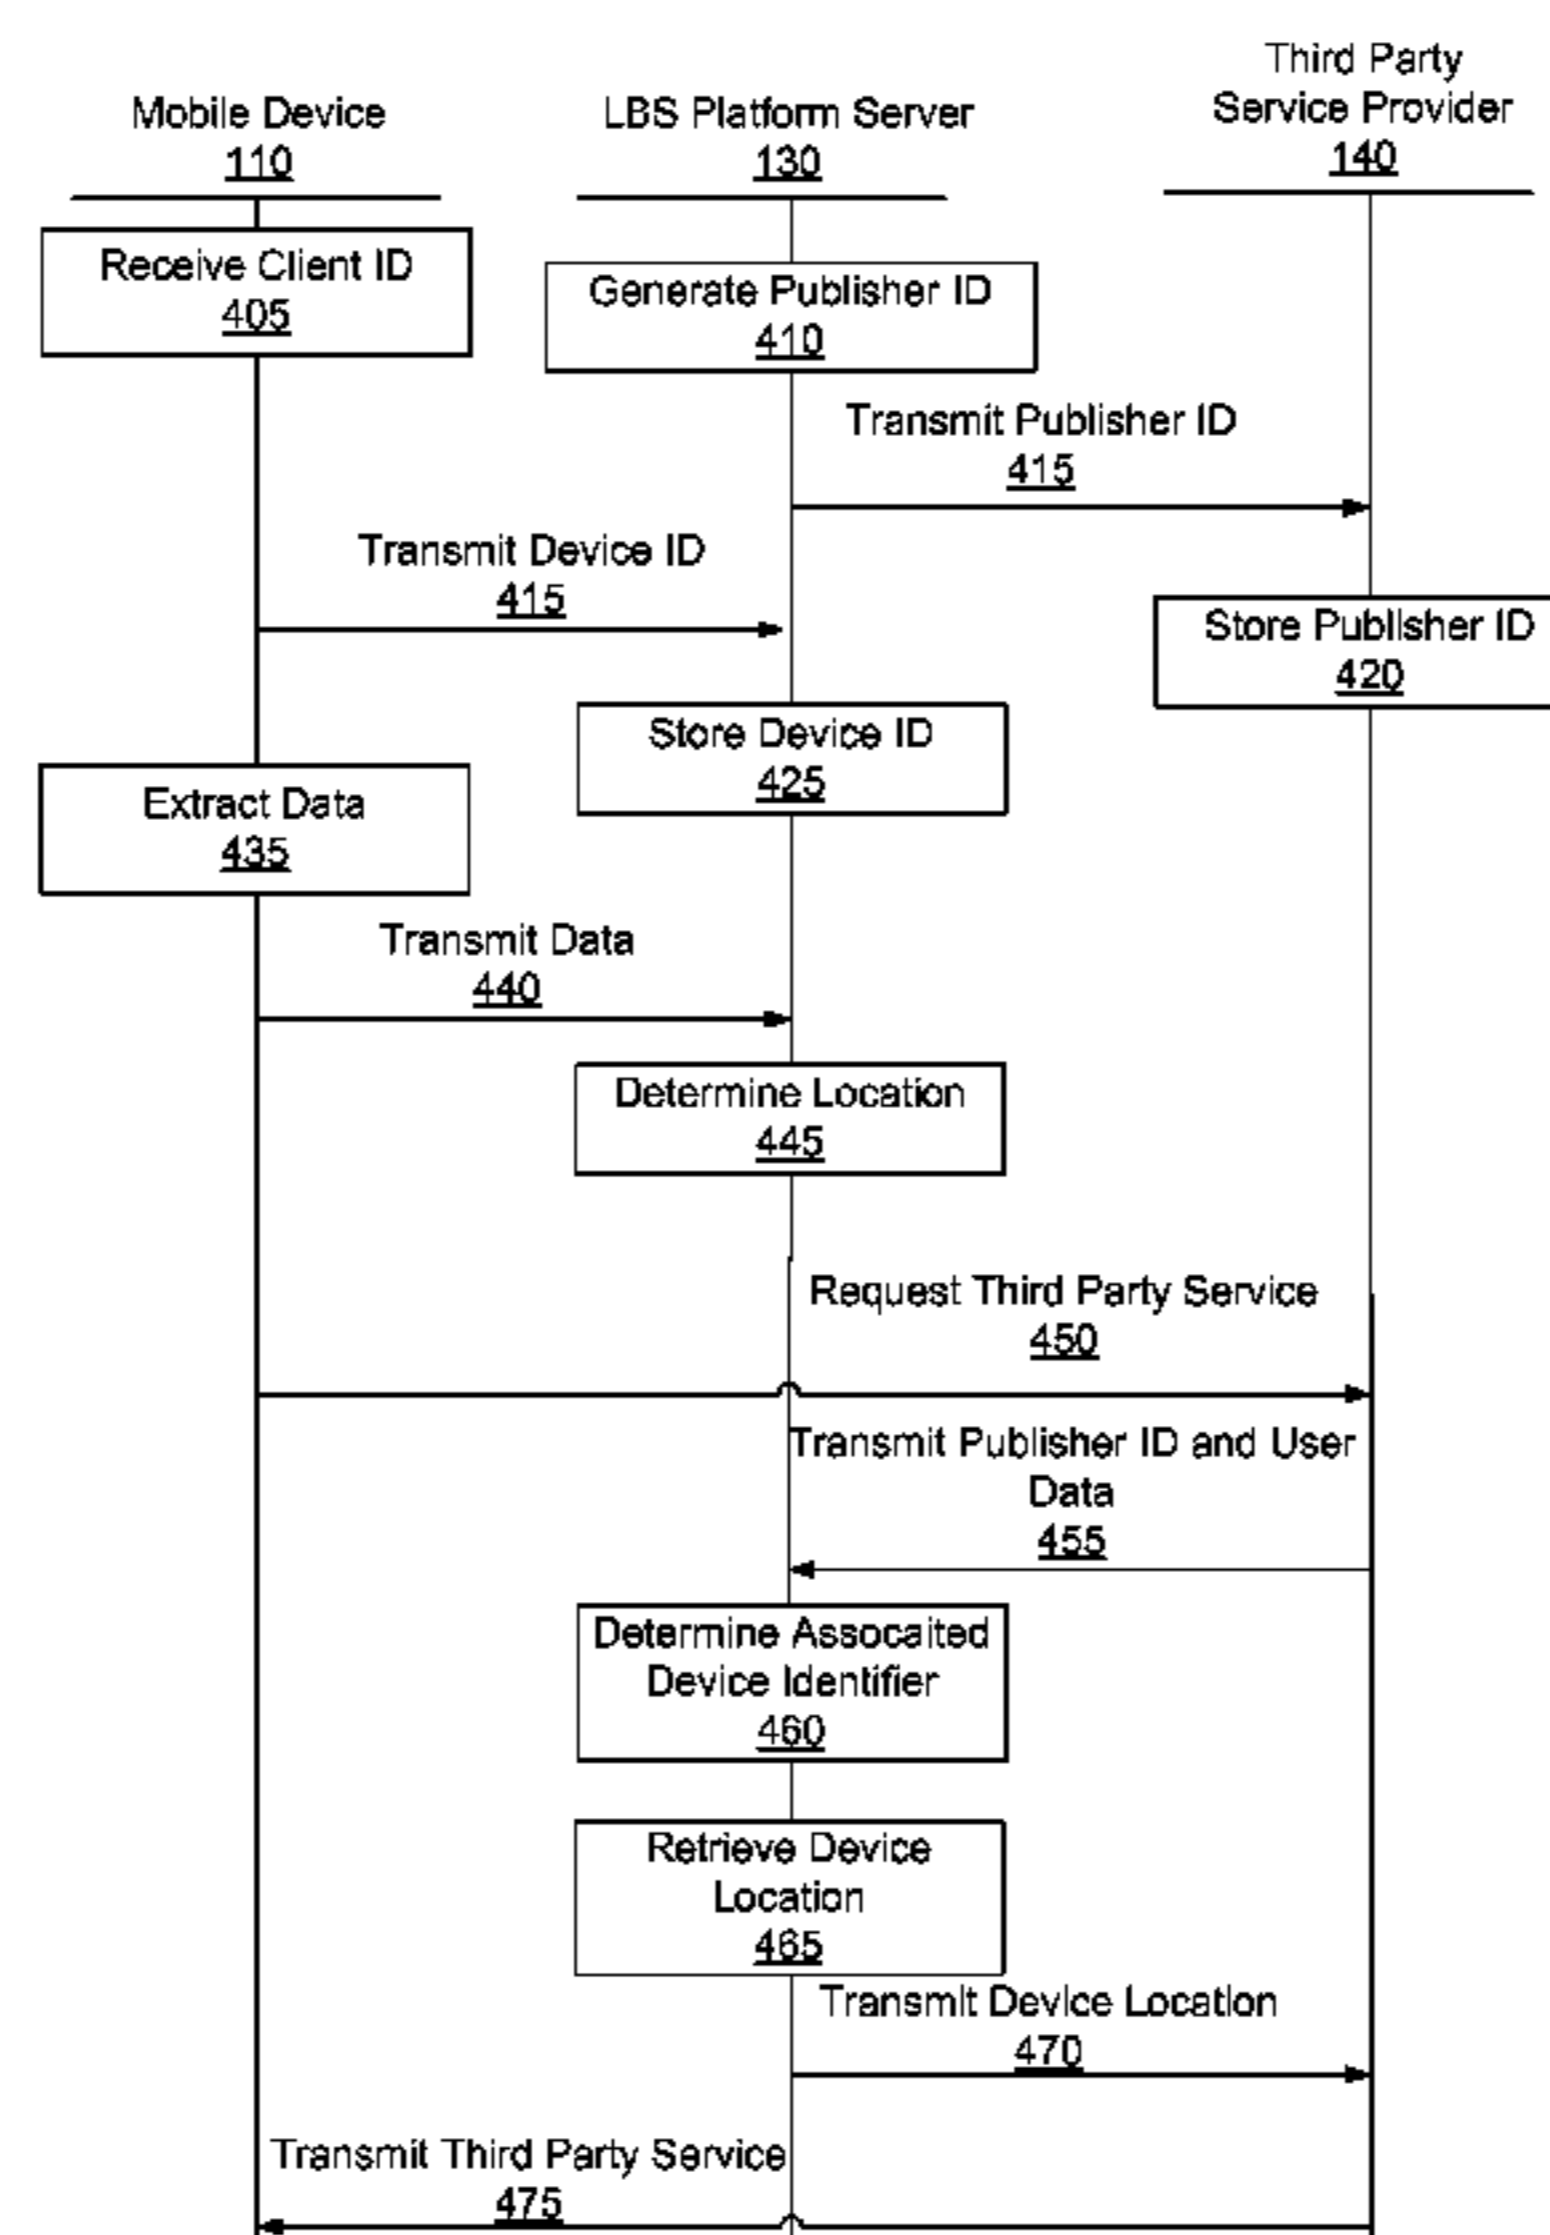 Third Party
Service Provider
140
Mobile Device
110
LBS Platform Server
130
Receive Client ID
405
Generate Publisher ID
410
Transmit Publisher ID
415
Transmit Device ID
415
Store Publisher ID
420
Store Device ID
425
Extract Data
435
Transmit Data
440
Determine Location
445
Request Third Party Service
450
Transmit Publisher ID and User
Data
455
Determine Assocaited
Device Identifier
460
Retrieve Device
Location
465
Transmit Device Location
470
Transmit Third Party Service
475